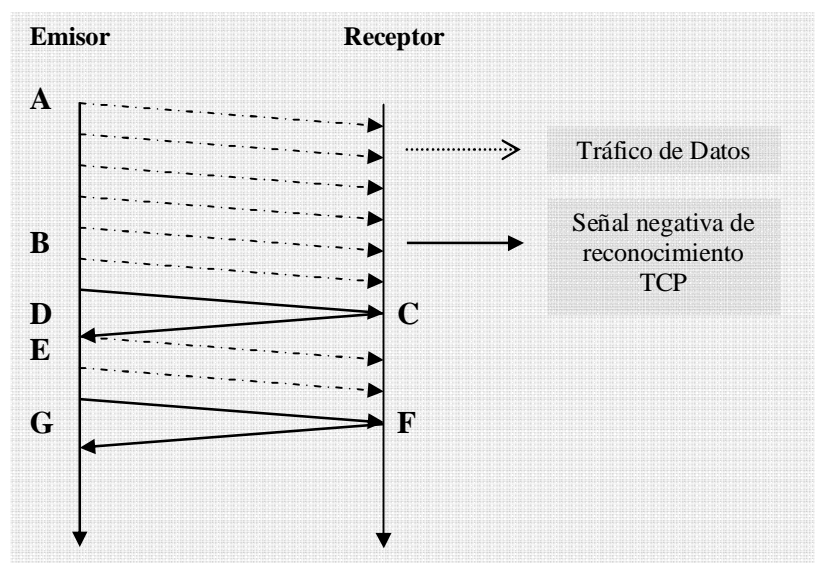 Emisor
Receptor
A
Tráfico de Datos
B
Señal negativa de
reconocimiento
TCP
D
C
E
G
F